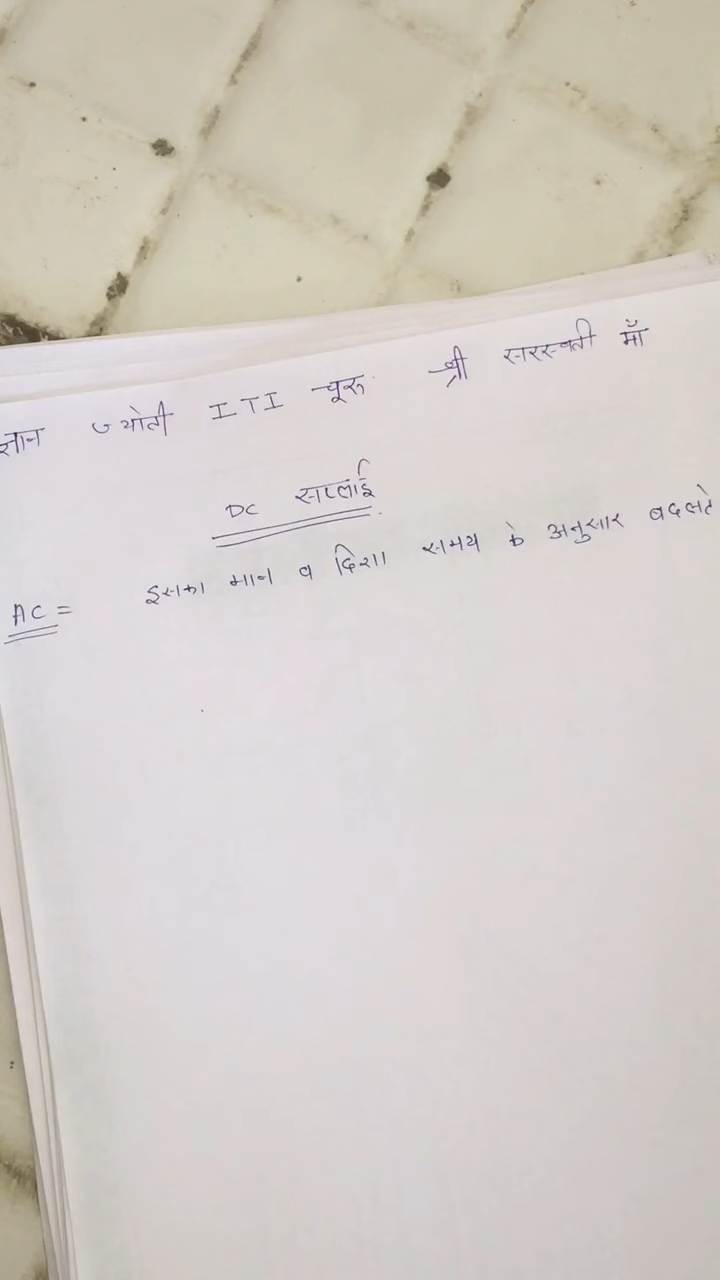 ज्ञान ज्योती ITI चूरू श्री सरस्वती माँ
DC सप्लाई
AC = इसका मान व दिशा समय के अनुसार बदलते